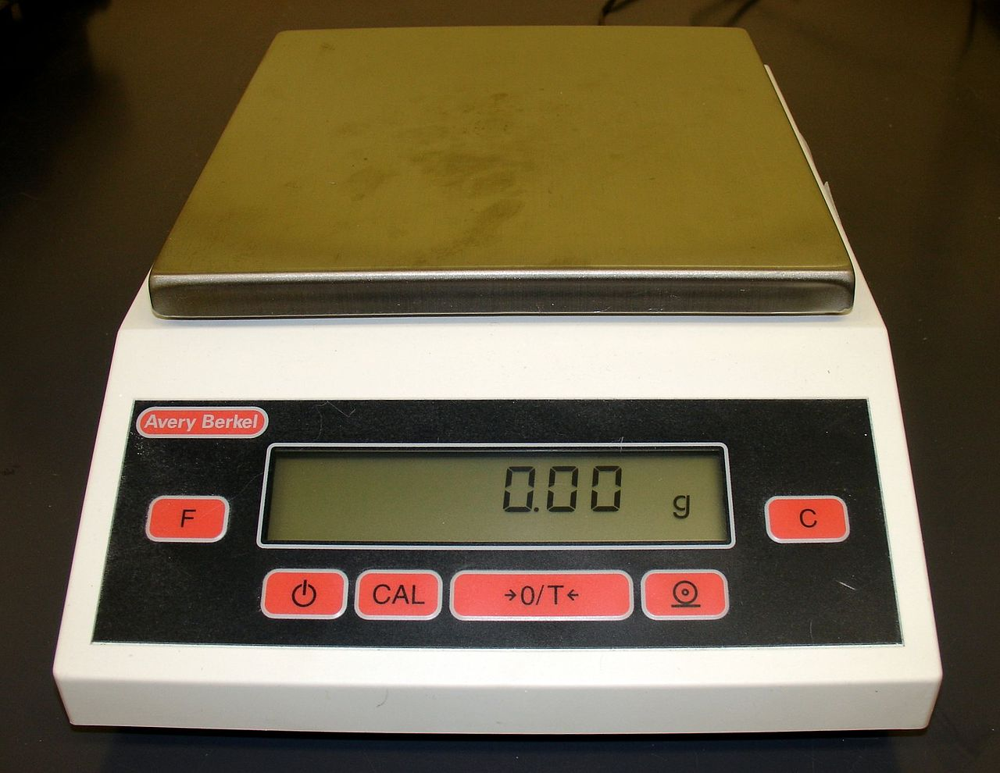 Avery Berkel
0.00 g
F
C
CAL
→0/T←